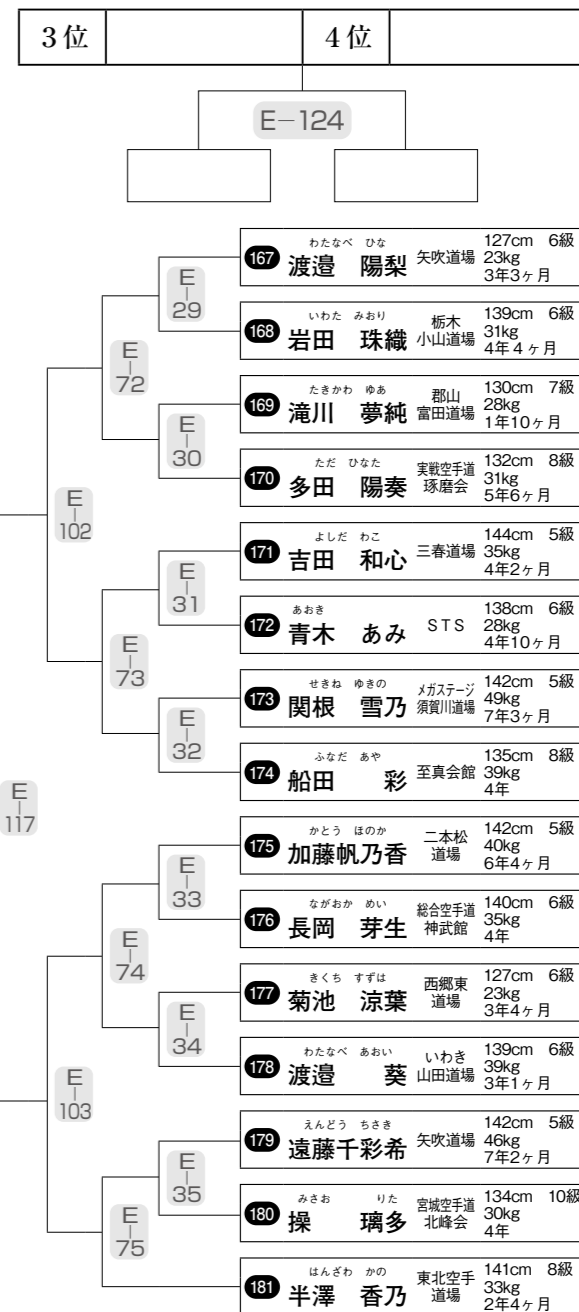 3位 4位
E－124
わたなべ ひな
167 渡邉 陽梨 矢吹道場 127cm 6級 23kg 3年3ヶ月
E－29
いわた みおり
168 岩田 珠織 栃木 小山道場 139cm 6級 31kg 4年4ヶ月
E－72
たきかわ ゆあ
169 滝川 夢純 郡山 富田道場 130cm 7級 28kg 1年10ヶ月
E－30
ただ ひなた
170 多田 陽奏 実戦空手道 琢磨会 132cm 8級 31kg 5年6ヶ月
E－102
よしだ わこ
171 吉田 和心 三春道場 144cm 5級 35kg 4年2ヶ月
E－31
あおき
172 青木 あみ STS 138cm 6級 28kg 4年10ヶ月
E－73
せきね ゆきの
173 関根 雪乃 メガステージ 須賀川道場 142cm 5級 49kg 7年3ヶ月
E－32
ふなだ あや
174 船田 彩 至真会館 135cm 8級 39kg 4年
E－117
かとう ほのか
175 加藤帆乃香 二本松 道場 142cm 5級 40kg 6年4ヶ月
E－33
ながおか めい
176 長岡 芽生 総合空手道 神武館 140cm 6級 35kg 4年
E－74
きくち すずは
177 菊池 涼葉 西郷東 道場 127cm 6級 23kg 3年4ヶ月
E－34
わたなべ あおい
178 渡邉 葵 いわき 山田道場 139cm 6級 39kg 3年1ヶ月
E－103
えんどう ちさき
179 遠藤千彩希 矢吹道場 142cm 5級 46kg 7年2ヶ月
E－35
みさお りた
180 操 璃多 宮城空手道 北峰会 134cm 10級 30kg 4年
E－75
はんざわ かの
181 半澤 香乃 東北空手 道場 141cm 8級 33kg 2年4ヶ月